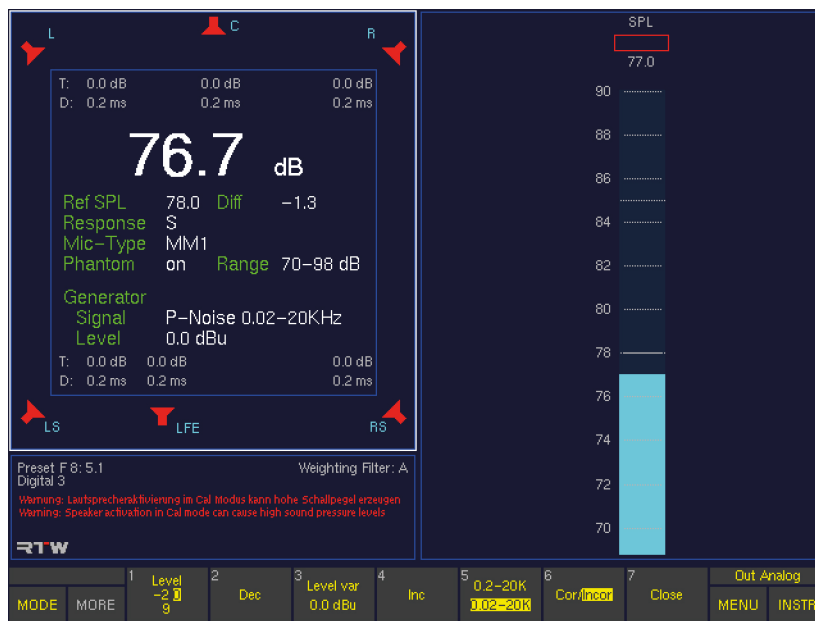 L C R
T: 0.0 dB 0.0 dB 0.0 dB
D: 0.2 ms 0.2 ms 0.2 ms
76.7 dB
Ref SPL 78.0 Diff −1.3
Response S
Mic−Type MM1
Phantom on Range 70−98 dB
Generator
Signal P−Noise 0.02−20KHz
Level 0.0 dBu
T: 0.0 dB 0.0 dB 0.0 dB
D: 0.2 ms 0.2 ms 0.2 ms
LS LFE RS
Preset F 8: 5.1 Weighting Filter: A
Digital 3
Warnung: Lautsprecheraktivierung im Cal Modus kann hohe Schallpegel erzeugen
Warning: Speaker activation in Cal mode can cause high sound pressure levels
RTW
SPL
77.0
90
88
86
84
82
80
78
76
74
72
70
MODE MORE
1 Level
−2 0
9
2 Dec
3 Level var
0.0 dBu
4 Inc
5 0.2−20K
0.02−20K
6 Cor/Incor
7 Close
Out Analog
MENU INSTR